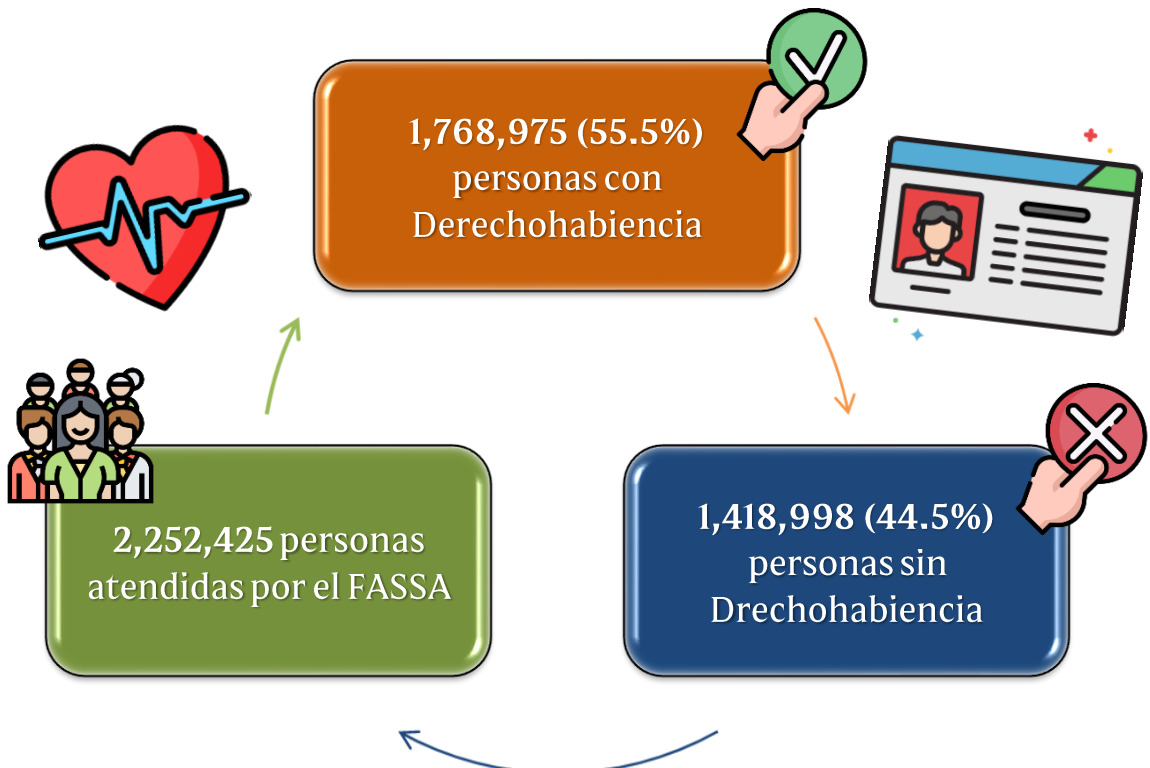 1,768,975 (55.5%)
personas con
Derechohabiencia
1,418,998 (44.5%)
personas sin
Drechohabiencia
2,252,425 personas
atendidas por el FASSA